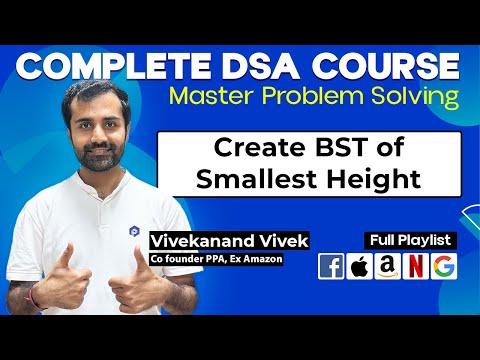 COMPLETE DSA COURSE
Master Problem Solving
Create BST of
Smallest Height
Vivekanand Vivek
Co founder PPA, Ex Amazon
Full Playlist